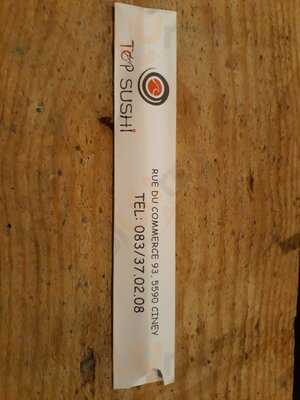 TOP SUSHI
RUE DU COMMERCE 93, 5590 CINEY
TEL: 083/37.02.08